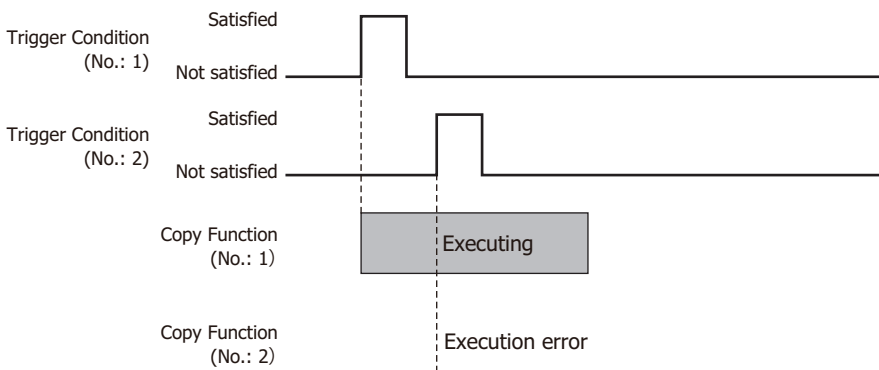 Satisfied
Trigger Condition
(No.: 1)
Not satisfied
Satisfied
Trigger Condition
(No.: 2)
Not satisfied
Copy Function
(No.: 1)
Executing
Copy Function
(No.: 2)
Execution error